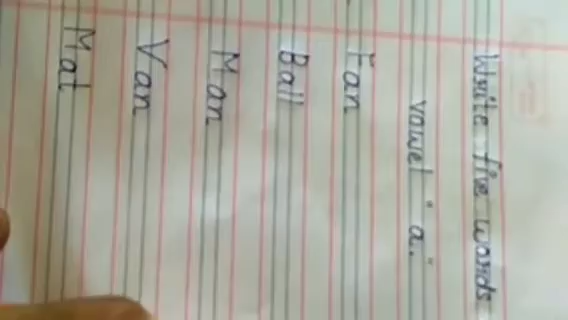 Write five words
vowel "a".
Fan
Ball
Man
Van
Mat